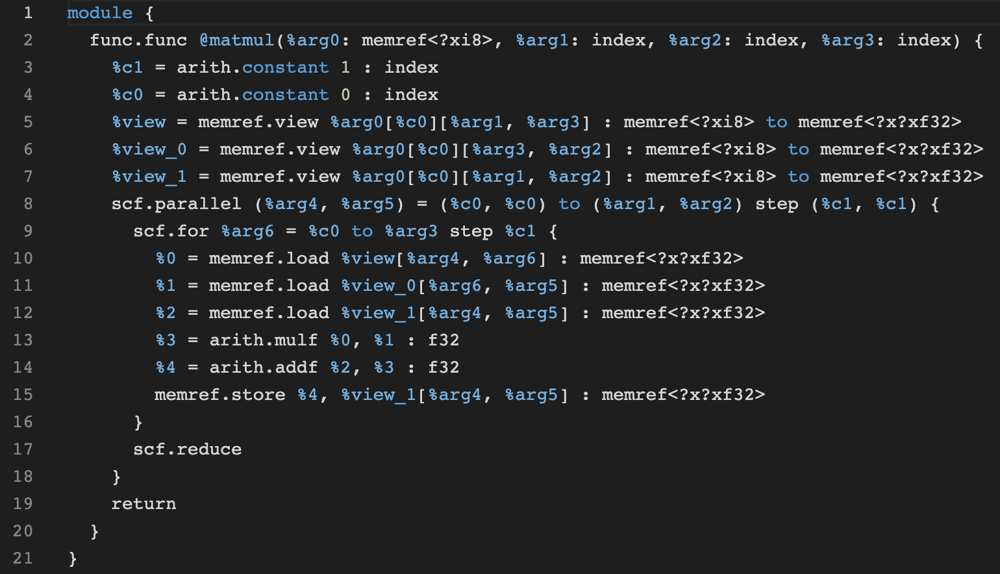 1 module {
2   func.func @matmul(%arg0: memref<?xi8>, %arg1: index, %arg2: index, %arg3: index) {
3     %c1 = arith.constant 1 : index
4     %c0 = arith.constant 0 : index
5     %view = memref.view %arg0[%c0][%arg1, %arg3] : memref<?xi8> to memref<?x?xf32>
6     %view_0 = memref.view %arg0[%c0][%arg3, %arg2] : memref<?xi8> to memref<?x?xf32>
7     %view_1 = memref.view %arg0[%c0][%arg1, %arg2] : memref<?xi8> to memref<?x?xf32>
8     scf.parallel (%arg4, %arg5) = (%c0, %c0) to (%arg1, %arg2) step (%c1, %c1) {
9       scf.for %arg6 = %c0 to %arg3 step %c1 {
10         %0 = memref.load %view[%arg4, %arg6] : memref<?x?xf32>
11         %1 = memref.load %view_0[%arg6, %arg5] : memref<?x?xf32>
12         %2 = memref.load %view_1[%arg4, %arg5] : memref<?x?xf32>
13         %3 = arith.mulf %0, %1 : f32
14         %4 = arith.addf %2, %3 : f32
15         memref.store %4, %view_1[%arg4, %arg5] : memref<?x?xf32>
16       }
17       scf.reduce
18     }
19     return
20   }
21 }